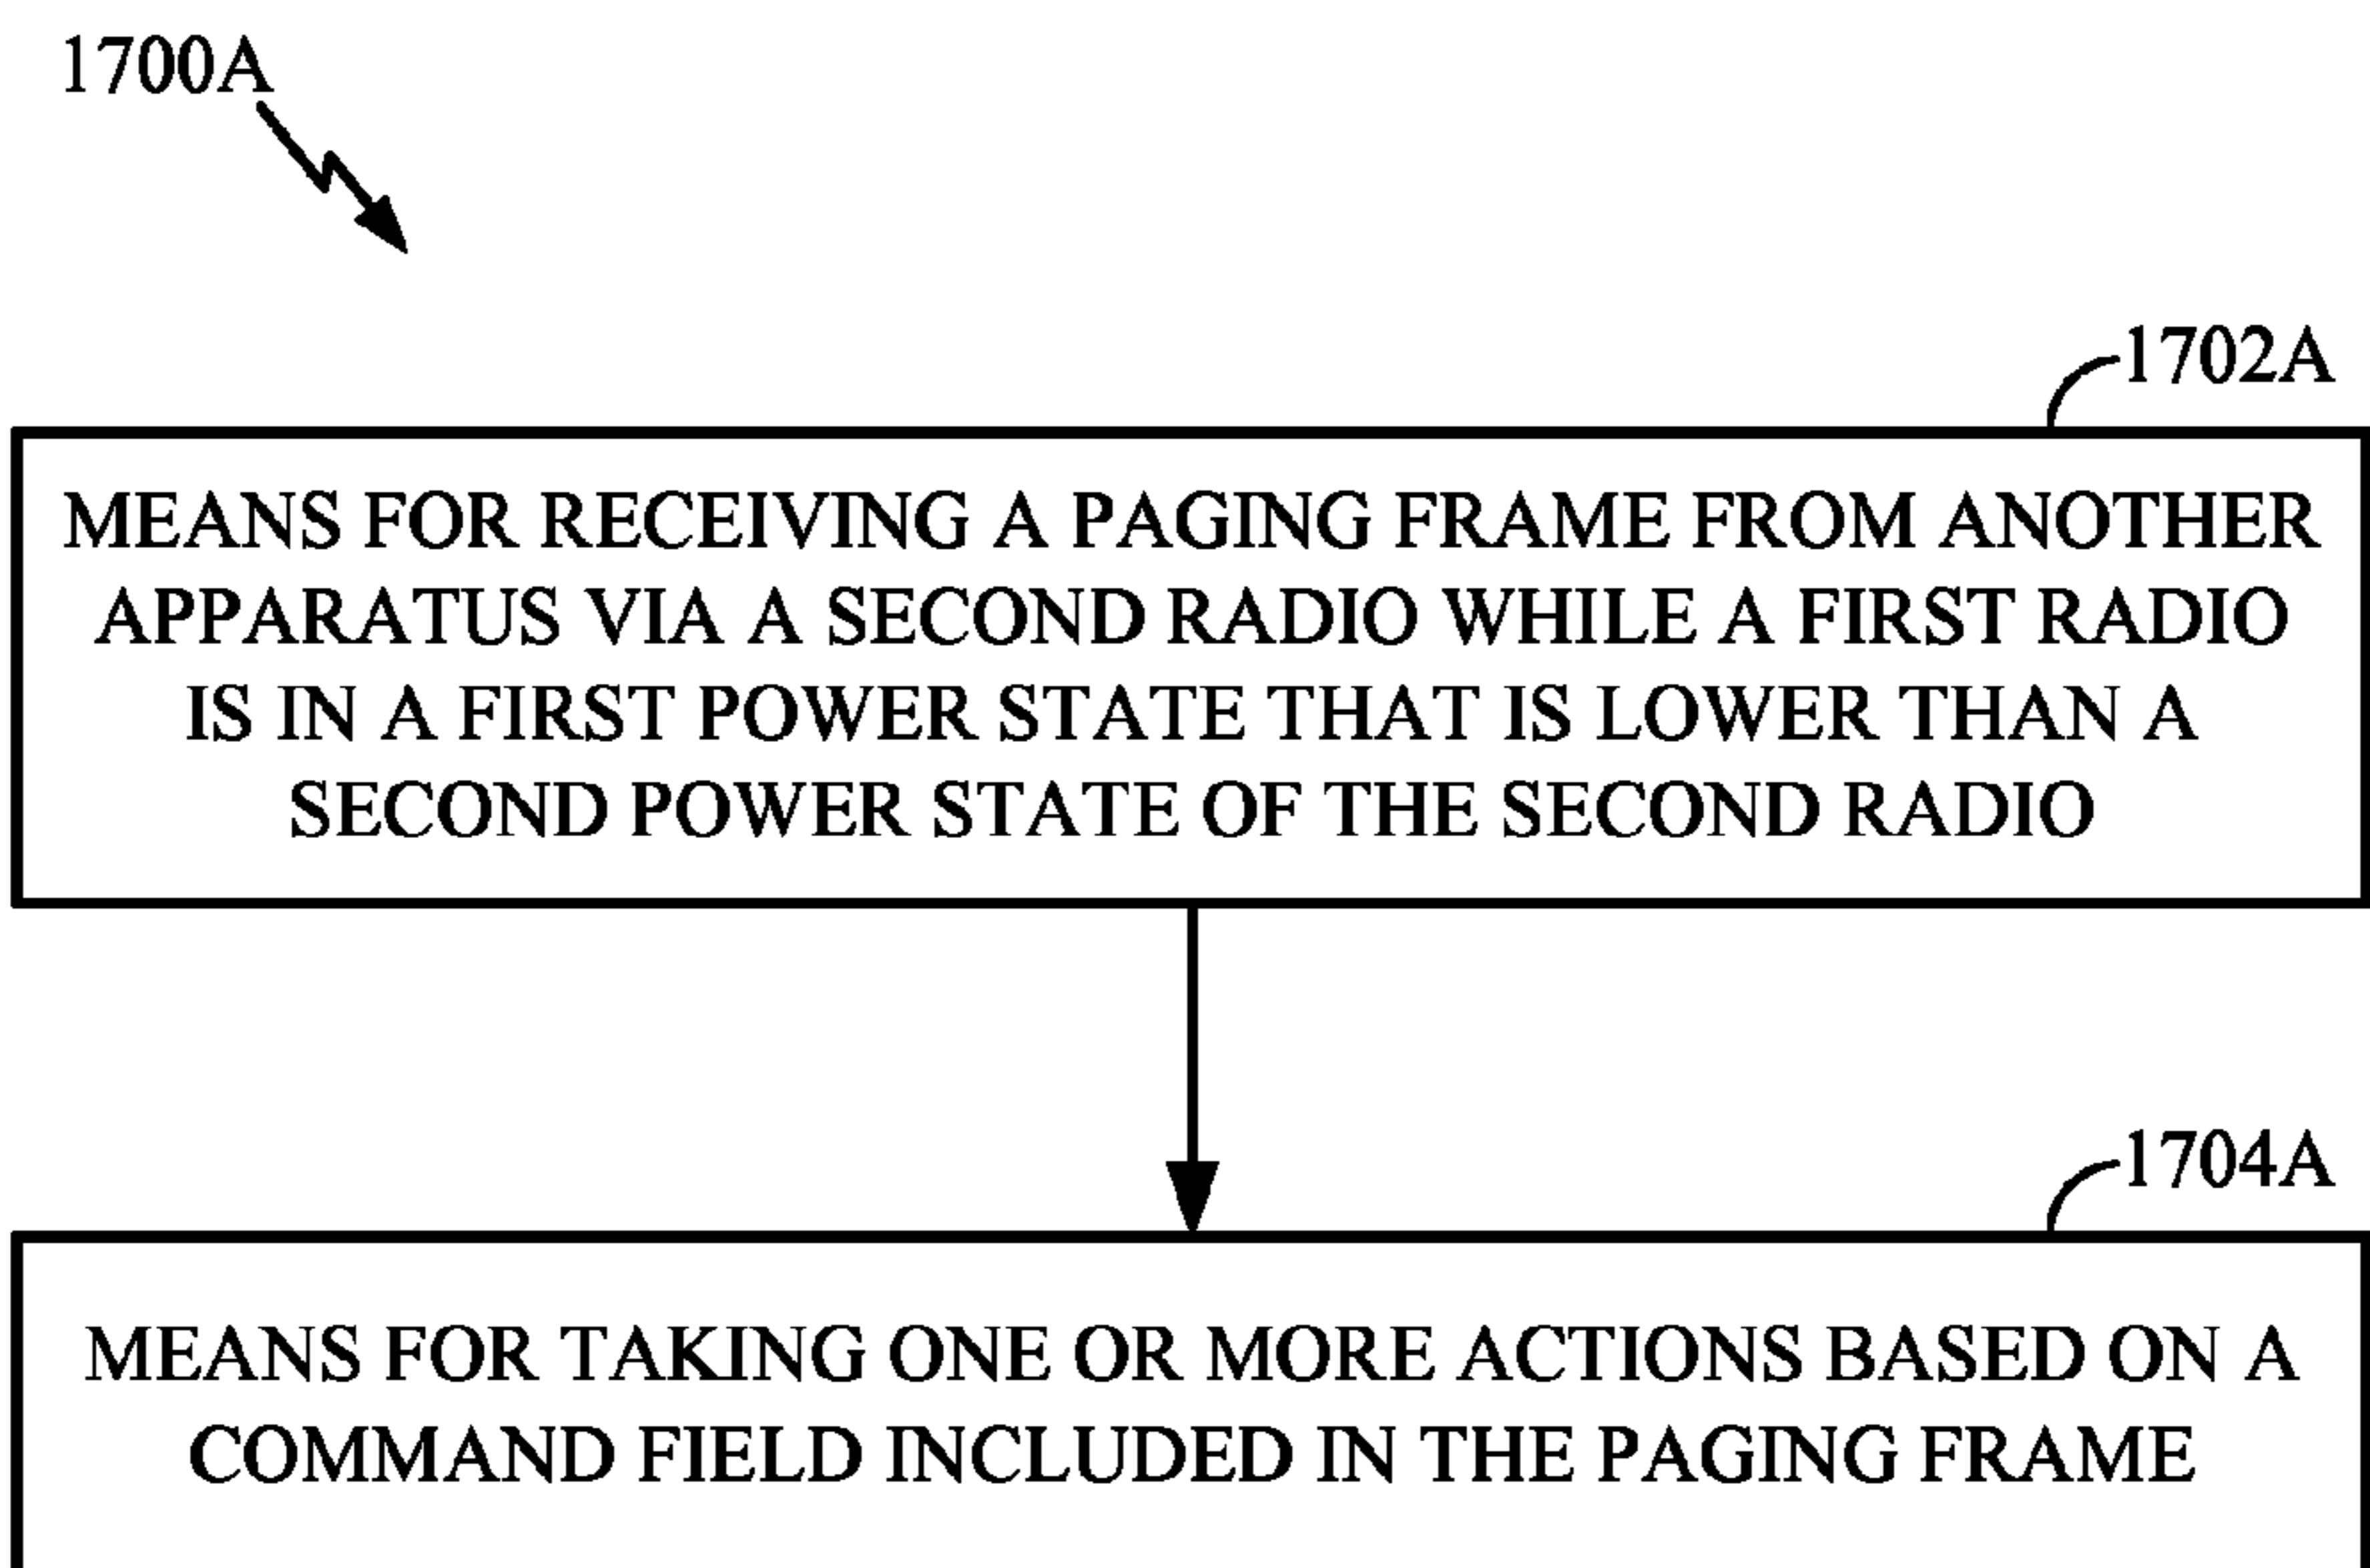 1700A
1702A
MEANS FOR RECEIVING A PAGING FRAME FROM ANOTHER
APPARATUS VIA A SECOND RADIO WHILE A FIRST RADIO
IS IN A FIRST POWER STATE THAT IS LOWER THAN A
SECOND POWER STATE OF THE SECOND RADIO
1704A
MEANS FOR TAKING ONE OR MORE ACTIONS BASED ON A
COMMAND FIELD INCLUDED IN THE PAGING FRAME